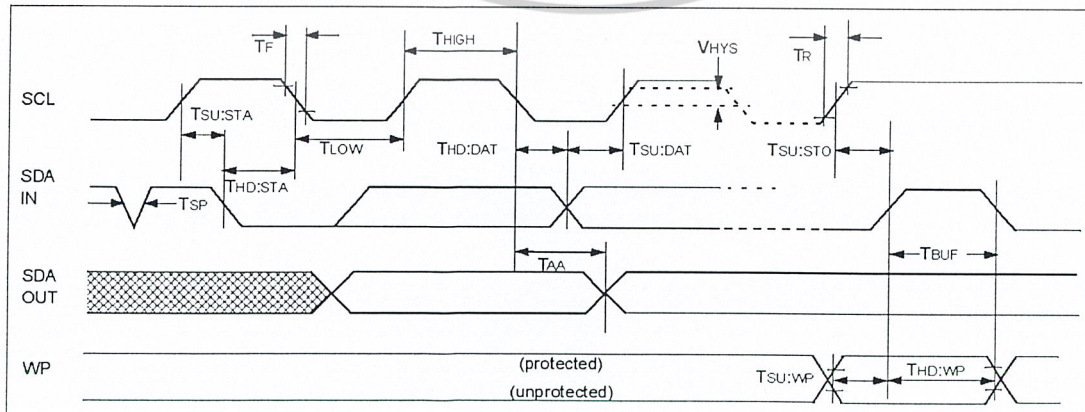 TF
THIGH
VHYS
TR
SCL
TSU:STA
TLOW
THD:DAT
TSU:DAT
TSU:STO
THD:STA
SDA
IN
TSP
TAA
TBUF
SDA
OUT
WP
(protected)
(unprotected)
TSU:WP
THD:WP